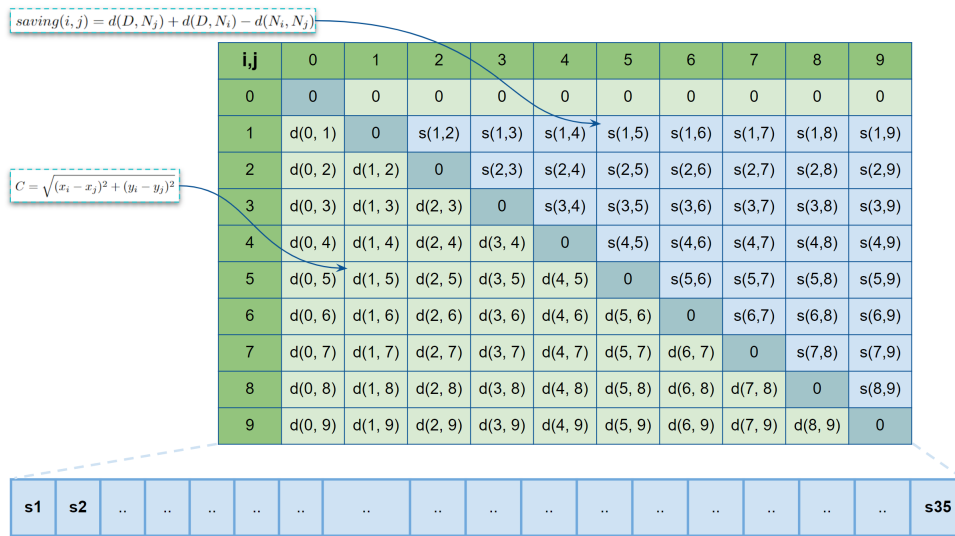 saving(i, j) = d(D, N_j) + d(D, N_i) − d(N_i, N_j)
i,j 0 1 2 3 4 5 6 7 8 9
0 0 0 0 0 0 0 0 0 0 0
1 d(0, 1) 0 s(1,2) s(1,3) s(1,4) s(1,5) s(1,6) s(1,7) s(1,8) s(1,9)
2 d(0, 2) d(1, 2) 0 s(2,3) s(2,4) s(2,5) s(2,6) s(2,7) s(2,8) s(2,9)
C = √(x_i − x_j)² + (y_i − y_j)²
3 d(0, 3) d(1, 3) d(2, 3) 0 s(3,4) s(3,5) s(3,6) s(3,7) s(3,8) s(3,9)
4 d(0, 4) d(1, 4) d(2, 4) d(3, 4) 0 s(4,5) s(4,6) s(4,7) s(4,8) s(4,9)
5 d(0, 5) d(1, 5) d(2, 5) d(3, 5) d(4, 5) 0 s(5,6) s(5,7) s(5,8) s(5,9)
6 d(0, 6) d(1, 6) d(2, 6) d(3, 6) d(4, 6) d(5, 6) 0 s(6,7) s(6,8) s(6,9)
7 d(0, 7) d(1, 7) d(2, 7) d(3, 7) d(4, 7) d(5, 7) d(6, 7) 0 s(7,8) s(7,9)
8 d(0, 8) d(1, 8) d(2, 8) d(3, 8) d(4, 8) d(5, 8) d(6, 8) d(7, 8) 0 s(8,9)
9 d(0, 9) d(1, 9) d(2, 9) d(3, 9) d(4, 9) d(5, 9) d(6, 9) d(7, 9) d(8, 9) 0
s1 s2 .. .. .. .. .. .. .. .. .. .. .. .. .. .. s35